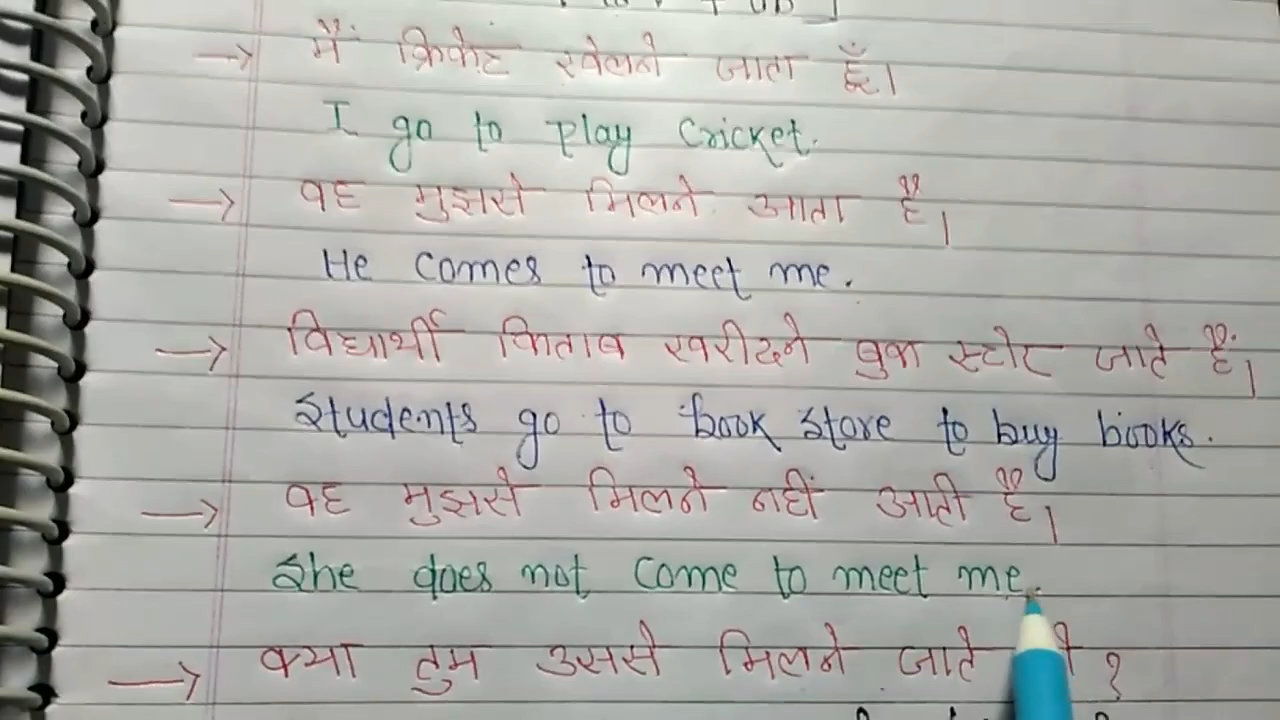 मैं क्रिकेट खेलने जाता हूँ।
I go to play cricket.
वह मुझसे मिलने आता है।
He comes to meet me.
विद्यार्थी किताब खरीदने बुक स्टोर जाते हैं।
Students go to book store to buy books.
वह मुझसे मिलने नहीं आती है।
She does not come to meet me.
क्या तुम उससे मिलने जाते ?